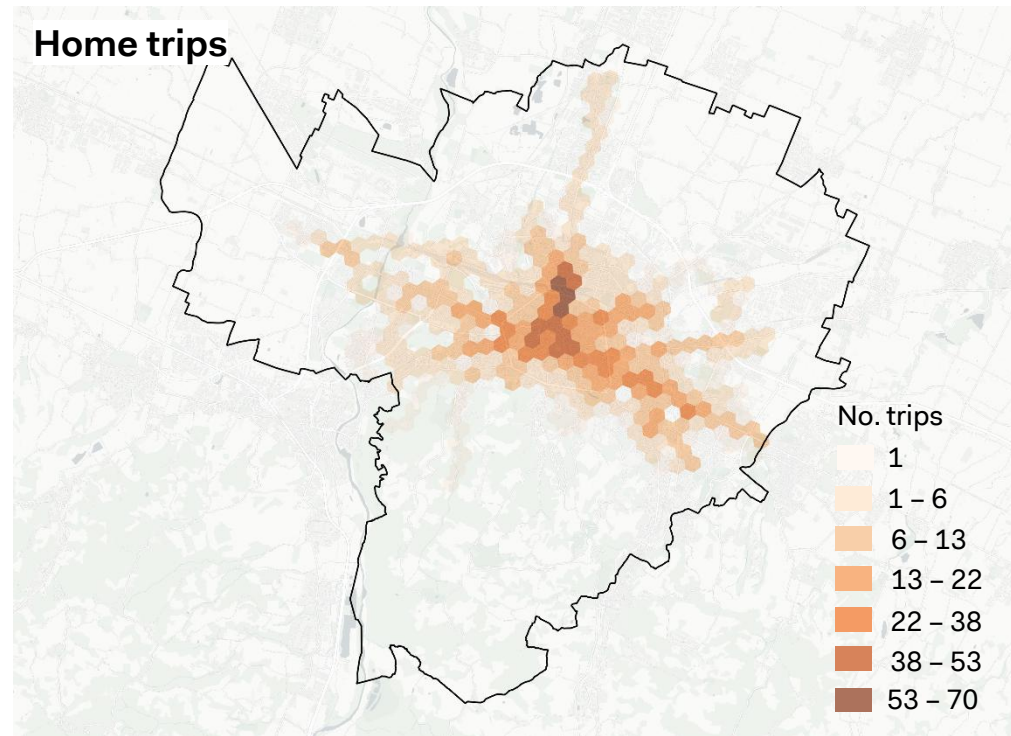 Home trips
No. trips
1
1 – 6
6 – 13
13 – 22
22 – 38
38 – 53
53 – 70